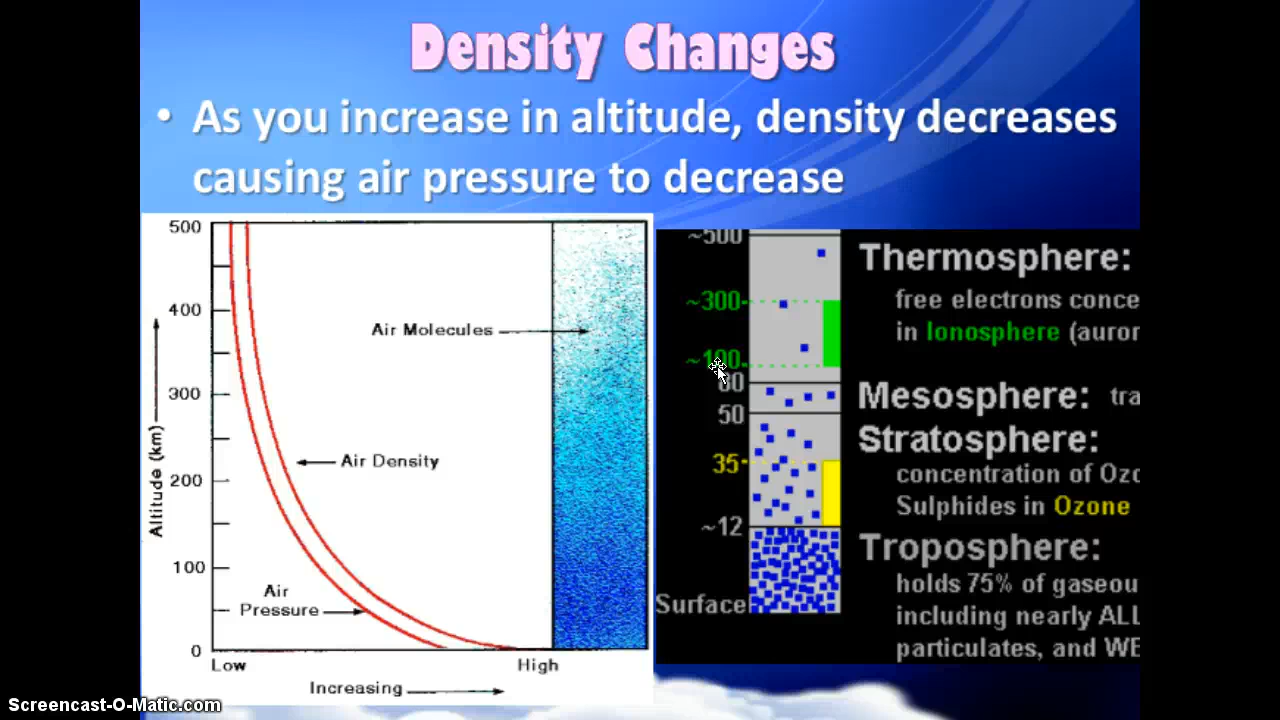 Density Changes
• As you increase in altitude, density decreases
causing air pressure to decrease
500
400
300
200
100
0
Altitude (km)
Air Molecules
Air Density
Air
Pressure
Low
High
Increasing
~500
~300
~100
80
50
35
~12
Surface
Thermosphere:
free electrons conce
in Ionosphere (auror
Mesosphere: tra
Stratosphere:
concentration of Ozo
Sulphides in Ozone
Troposphere:
holds 75% of gaseou
including nearly ALL
particulates, and WE
Screencast-O-Matic.com